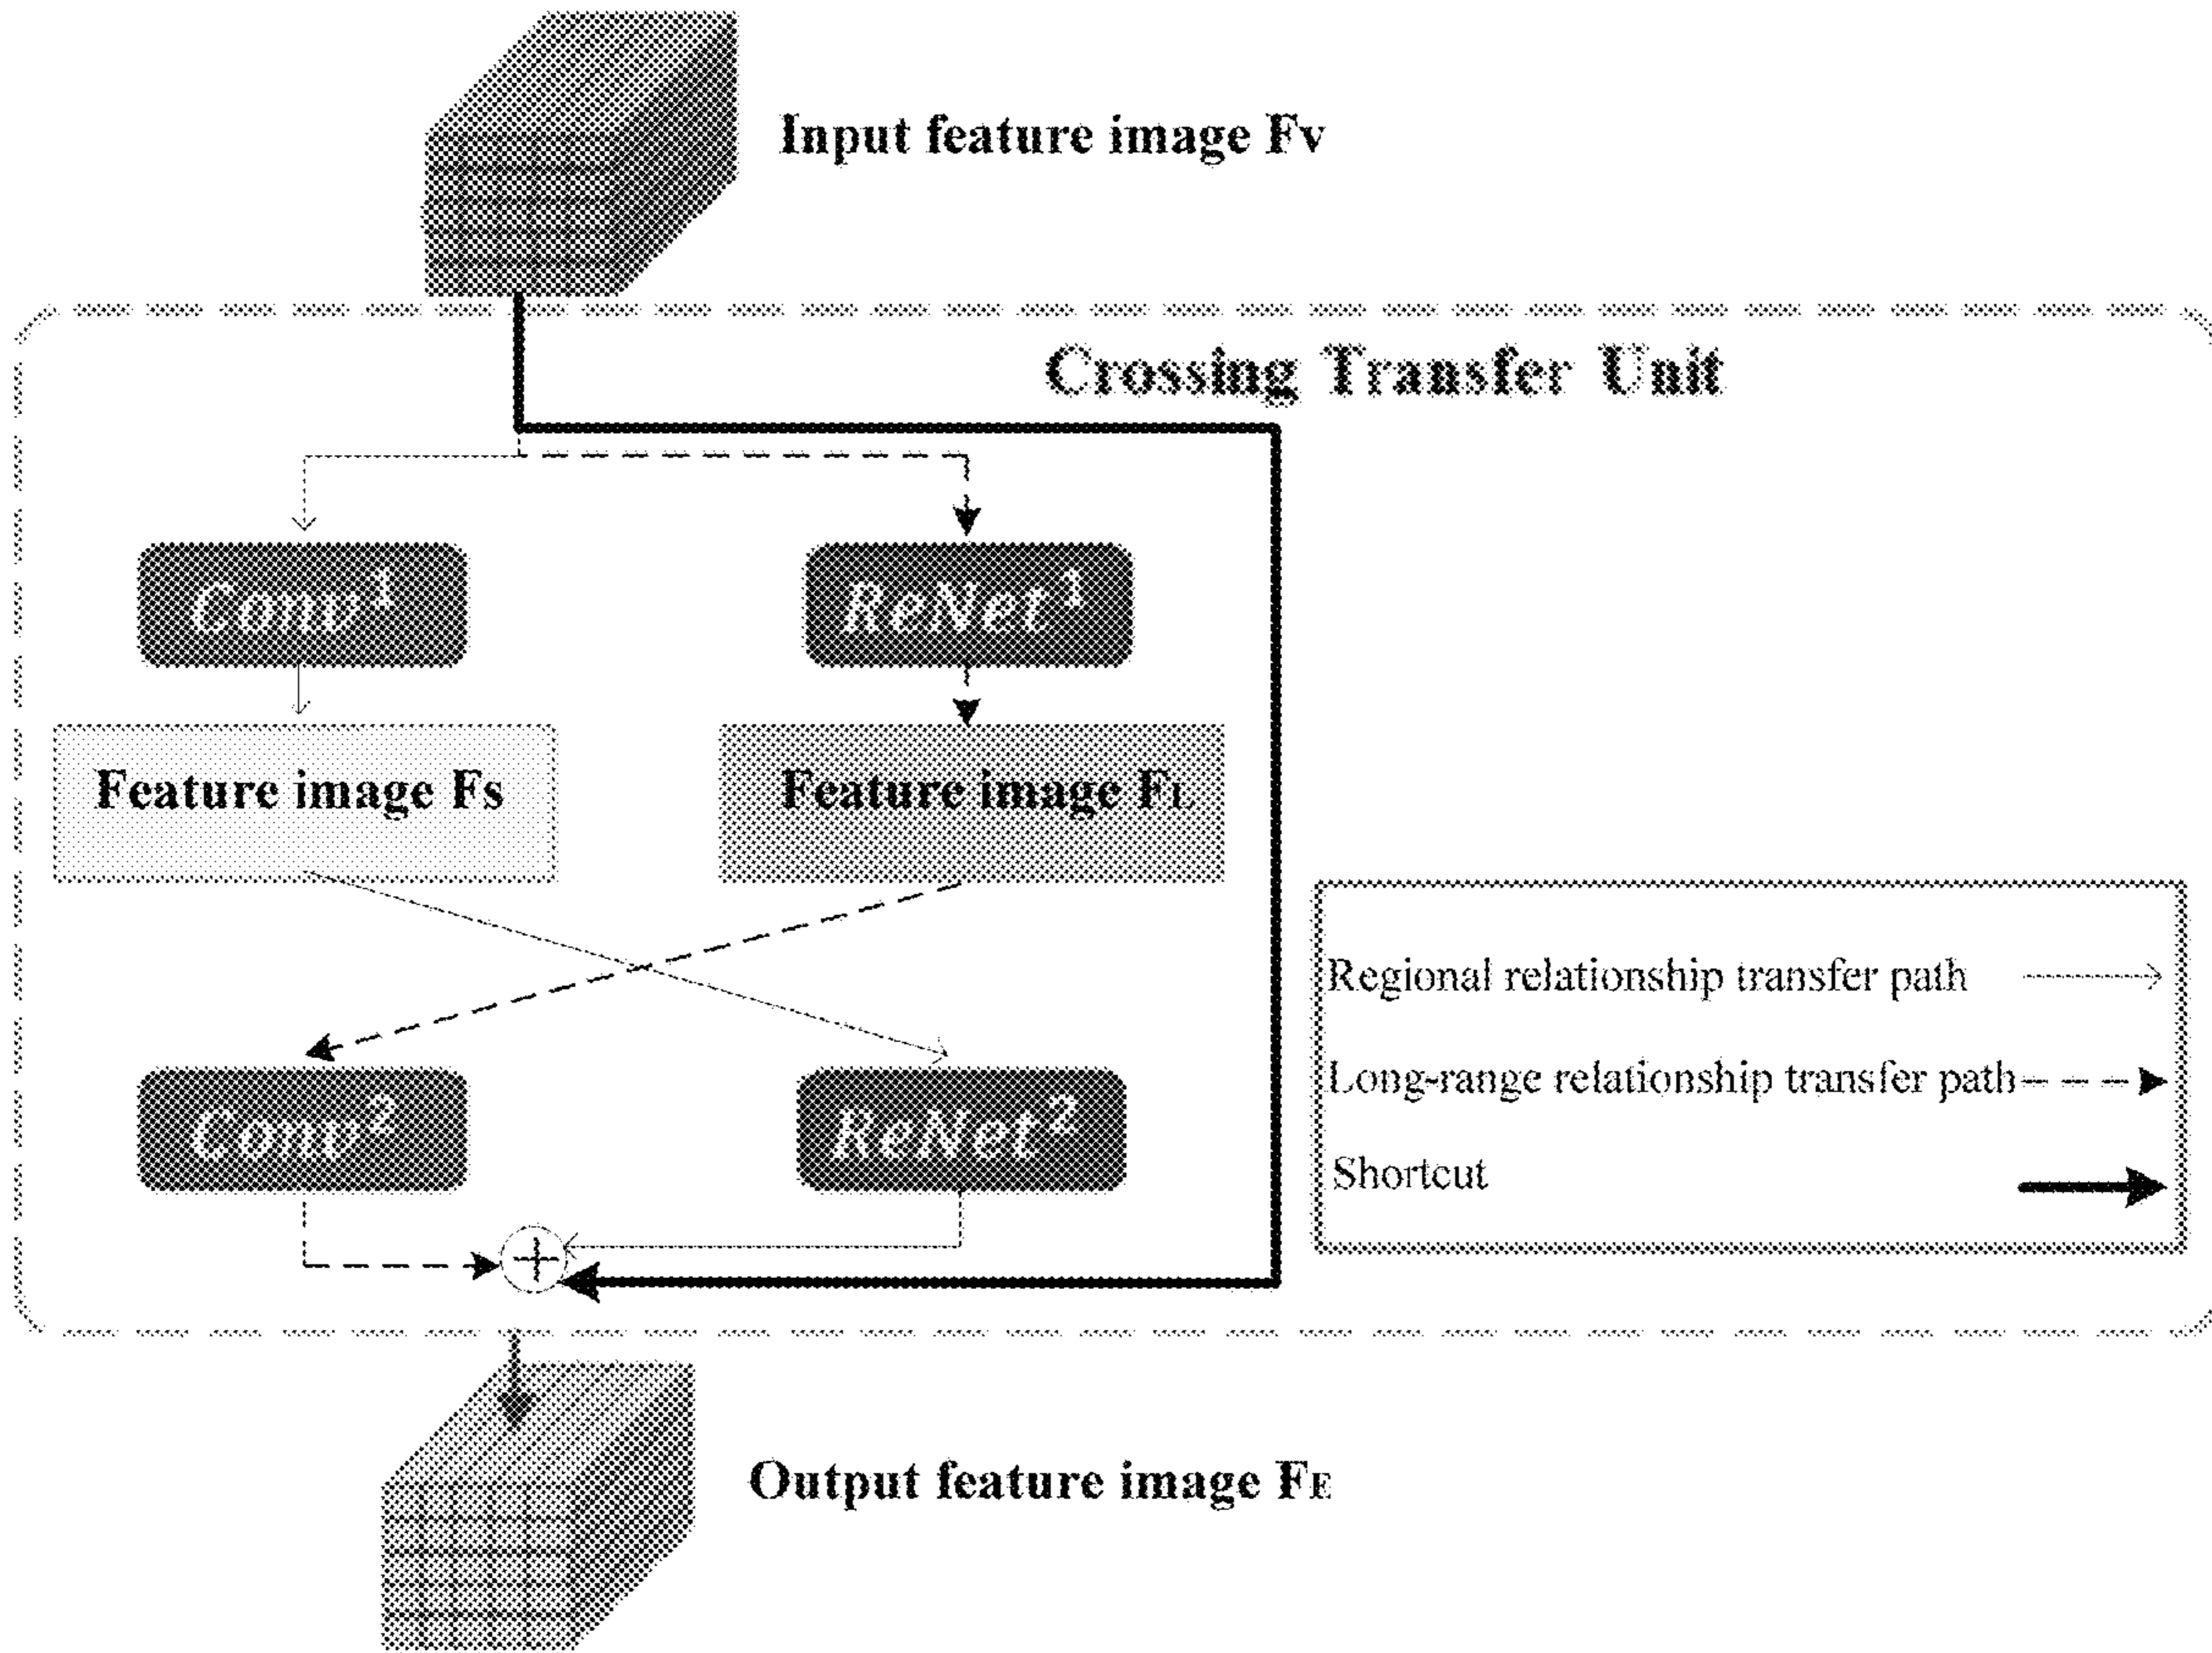 Input feature image Fv
Crossing Transfer Unit
Conv¹
ReNet¹
Feature image Fs
Feature image FL
Regional relationship transfer path
Long-range relationship transfer path
Shortcut
Conv²
ReNet²
+
Output feature image FE